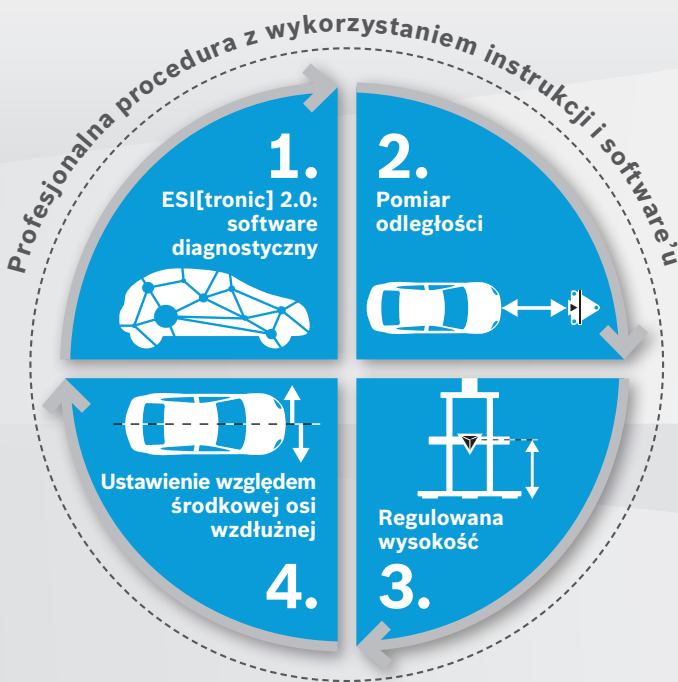 Profesjonalna procedura z wykorzystaniem instrukcji i software'u
1.
ESI[tronic] 2.0:
software
diagnostyczny
2.
Pomiar
odległości
Regulowana
wysokość
3.
Ustawienie względem
środkowej osi
wzdłużnej
4.